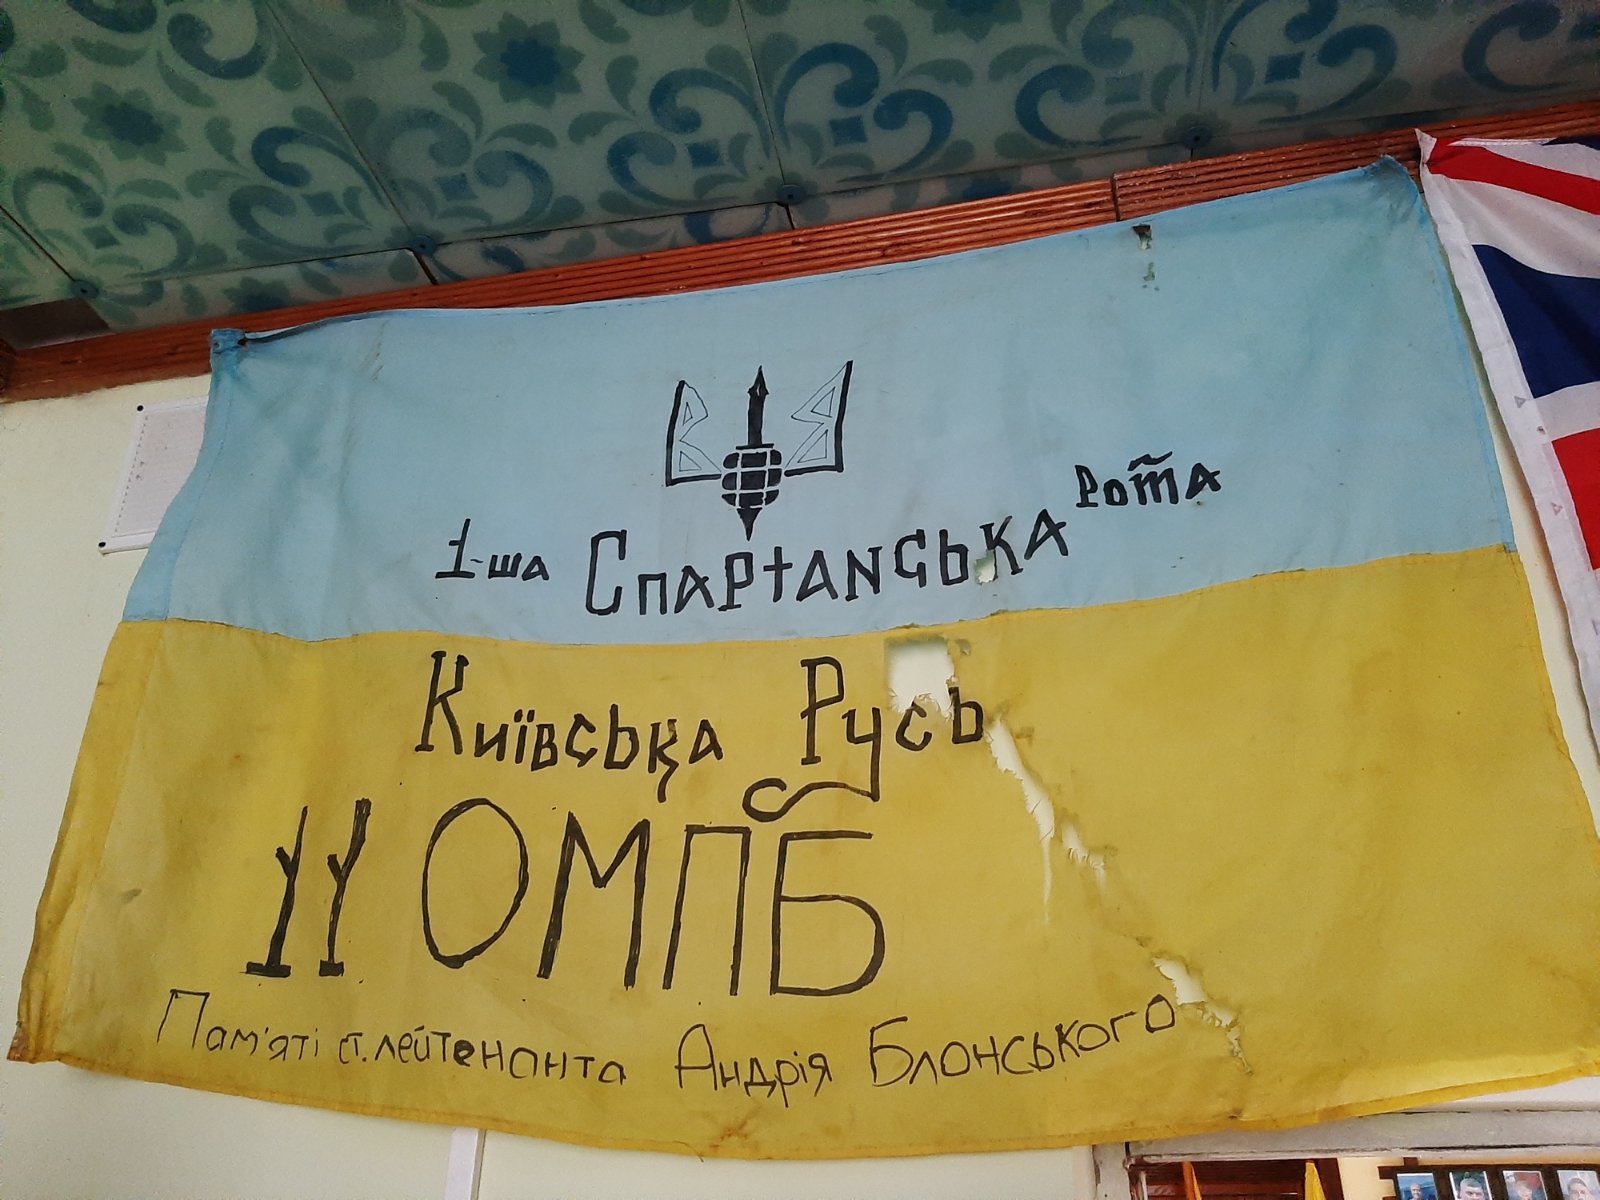 1-ша Спартанська рота
Київська Русь
11 ОМПБ
Пам'яті ст. лейтенанта Андрія Блонського